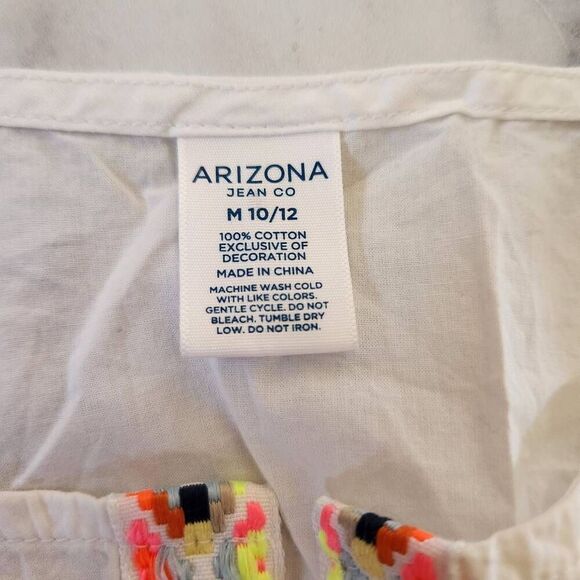 ARIZONA
JEAN CO
M 10/12
100% COTTON
EXCLUSIVE OF
DECORATION
MADE IN CHINA
MACHINE WASH COLD
WITH LIKE COLORS.
GENTLE CYCLE. DO NOT
BLEACH. TUMBLE DRY
LOW. DO NOT IRON.